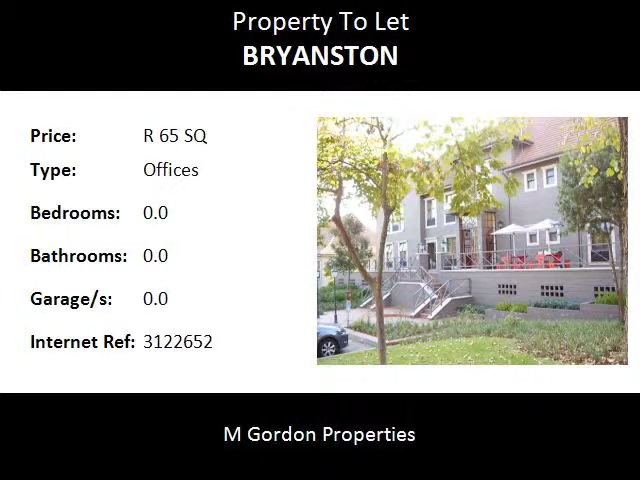 Property To Let
BRYANSTON
Price: R 65 SQ
Type: Offices
Bedrooms: 0.0
Bathrooms: 0.0
Garage/s: 0.0
Internet Ref: 3122652
M Gordon Properties